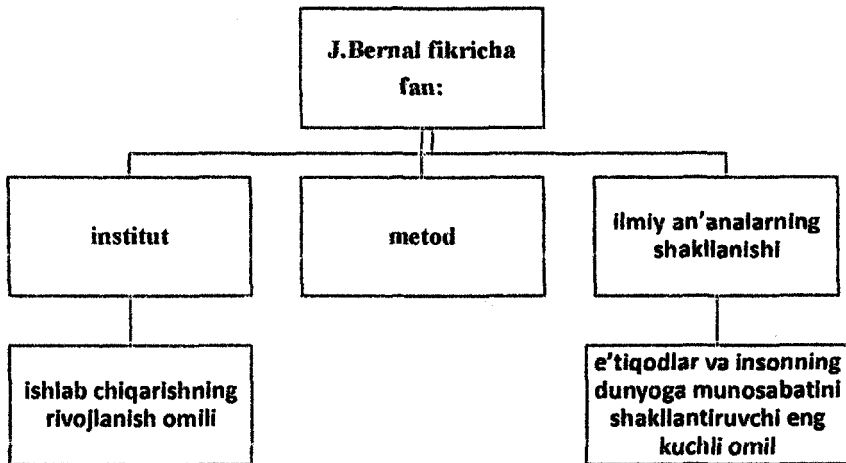 J.Bernal fikricha
fan:
institut
metod
ilmiy an'analarning
shakllanishi
ishlab chiqarishning
rivojlanish omili
e'tiqodlar va insonning
dunyoga munosabatini
shakllantiruvchi eng
kuchli omil